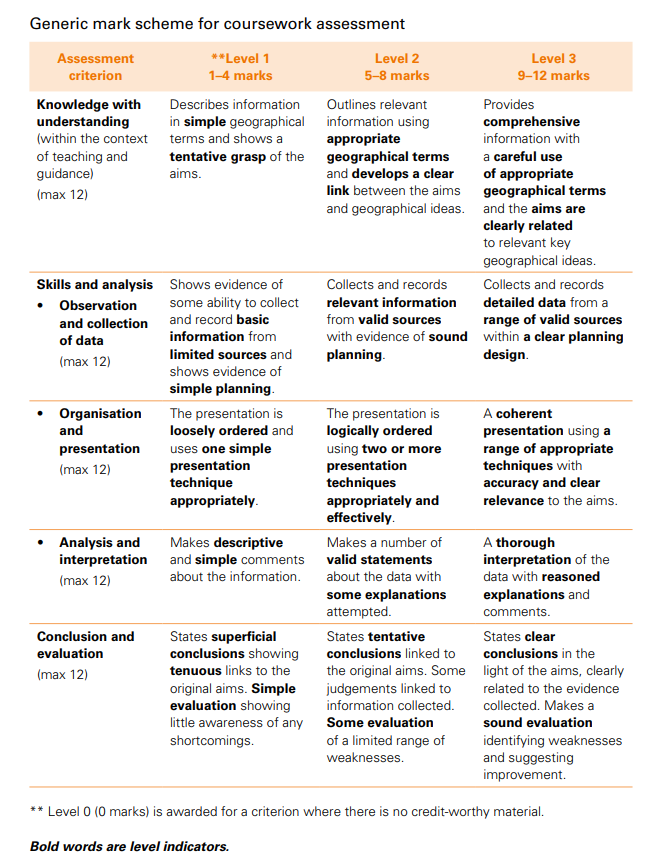 Generic mark scheme for coursework assessment
Assessment
criterion
**Level 1
1–4 marks
Level 2
5–8 marks
Level 3
9–12 marks
Knowledge with
understanding
(within the context
of teaching and
guidance)
(max 12)
Describes information
in simple geographical
terms and shows a
tentative grasp of the
aims.
Outlines relevant
information using
appropriate
geographical terms
and develops a clear
link between the aims
and geographical ideas.
Provides
comprehensive
information with
a careful use
of appropriate
geographical terms
and the aims are
clearly related
to relevant key
geographical ideas.
Skills and analysis
• Observation
and collection
of data
(max 12)
Shows evidence of
some ability to collect
and record basic
information from
limited sources and
shows evidence of
simple planning.
Collects and records
relevant information
from valid sources
with evidence of sound
planning.
Collects and records
detailed data from a
range of valid sources
within a clear planning
design.
• Organisation
and
presentation
(max 12)
The presentation is
loosely ordered and
uses one simple
presentation
technique
appropriately.
The presentation is
logically ordered
using two or more
presentation
techniques
appropriately and
effectively.
A coherent
presentation using a
range of appropriate
techniques with
accuracy and clear
relevance to the aims.
• Analysis and
interpretation
(max 12)
Makes descriptive
and simple comments
about the information.
Makes a number of
valid statements
about the data with
some explanations
attempted.
A thorough
interpretation of the
data with reasoned
explanations and
comments.
Conclusion and
evaluation
(max 12)
States superficial
conclusions showing
tenuous links to the
original aims. Simple
evaluation showing
little awareness of any
shortcomings.
States tentative
conclusions linked to
the original aims. Some
judgements linked to
information collected.
Some evaluation
of a limited range of
weaknesses.
States clear
conclusions in the
light of the aims, clearly
related to the evidence
collected. Makes a
sound evaluation
identifying weaknesses
and suggesting
improvement.
** Level 0 (0 marks) is awarded for a criterion where there is no credit-worthy material.
Bold words are level indicators.